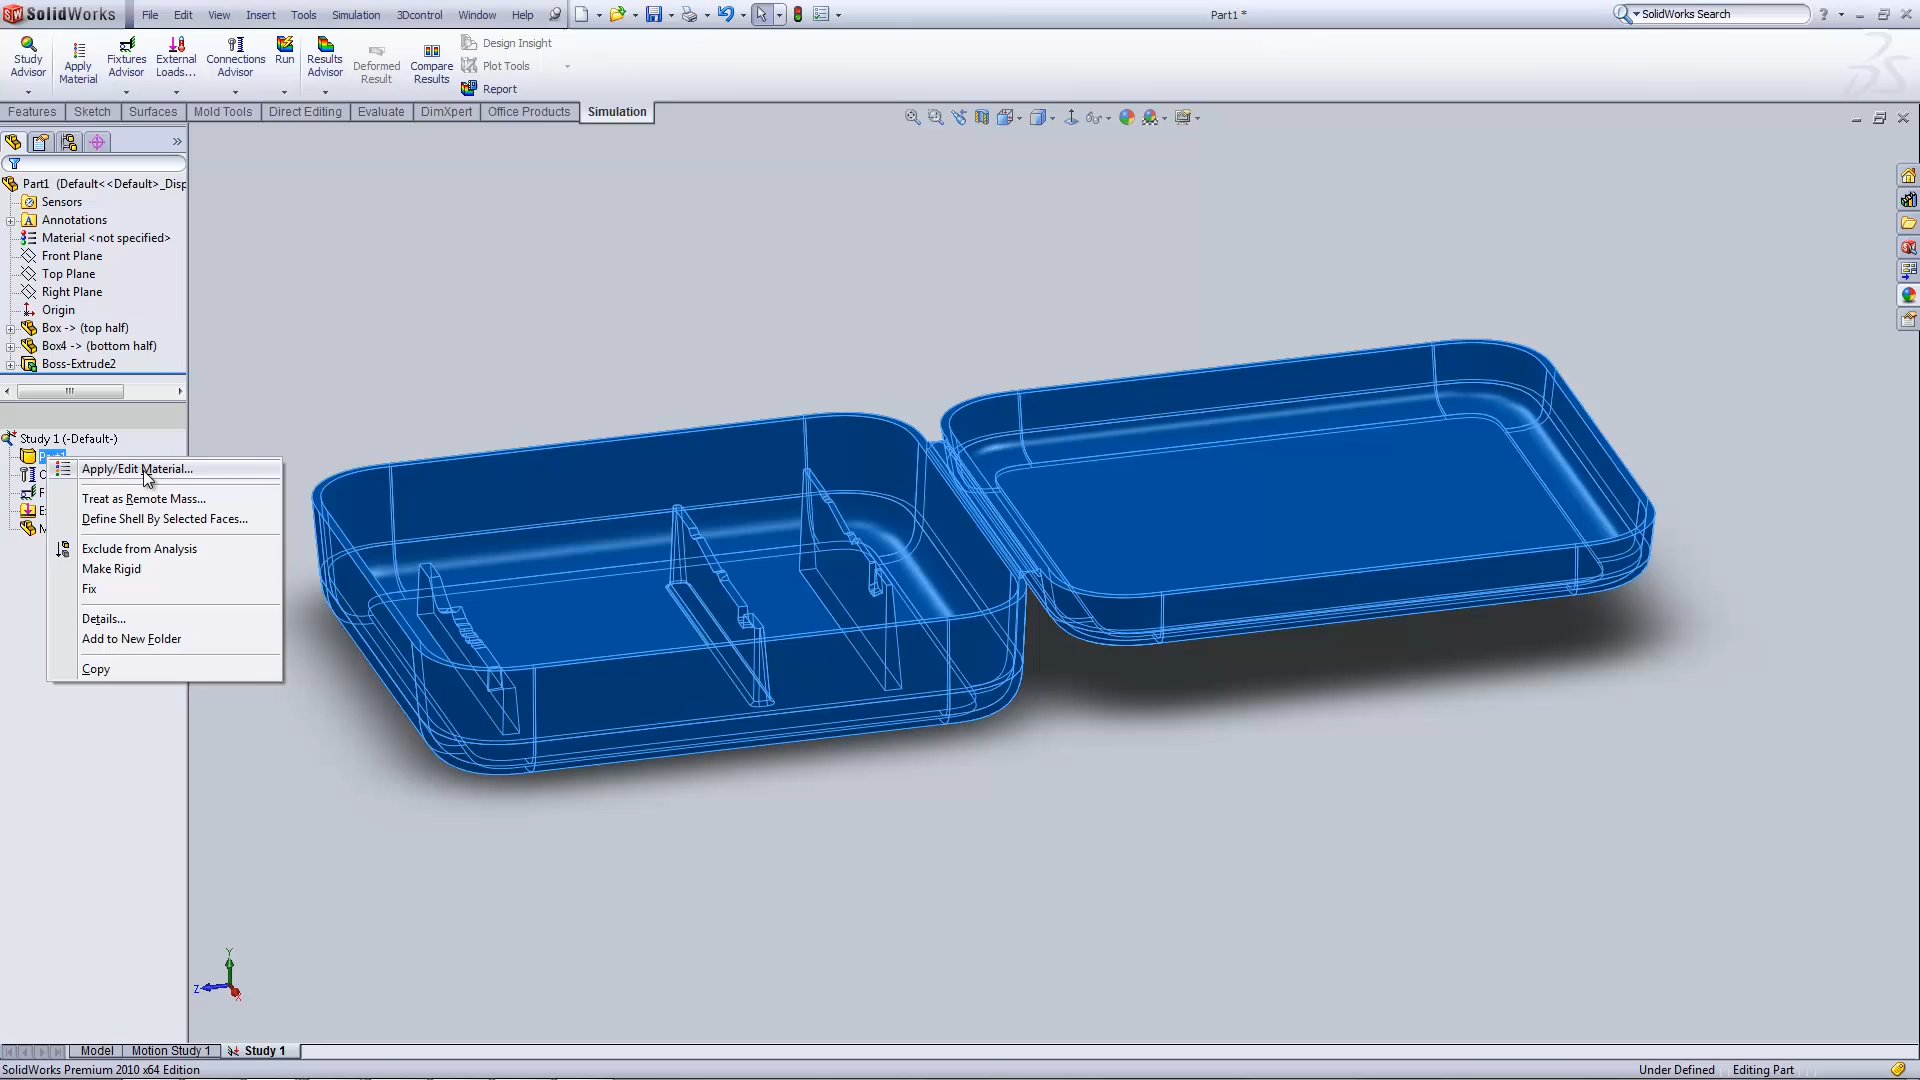 SolidWorks File Edit View Insert Tools Simulation 3Dcontrol Window Help Part1 * SolidWorks Search
Study Advisor
Apply Material
Fixtures Advisor
External Loads...
Connections Advisor
Run
Results Advisor
Deformed Result
Compare Results
Design Insight
Plot Tools
Report
Features Sketch Surfaces Mold Tools Direct Editing Evaluate DimXpert Office Products Simulation
Part1 (Default<<Default>_Disp
Sensors
Annotations
Material <not specified>
Front Plane
Top Plane
Right Plane
Origin
Box -> (top half)
Box4 -> (bottom half)
Boss-Extrude2
Study 1 (-Default-)
Part1
Apply/Edit Material...
Treat as Remote Mass...
Define Shell By Selected Faces...
Exclude from Analysis
Make Rigid
Fix
Details...
Add to New Folder
Copy
Y
Z
X
Model Motion Study 1 Study 1
SolidWorks Premium 2010 x64 Edition Under Defined Editing Part